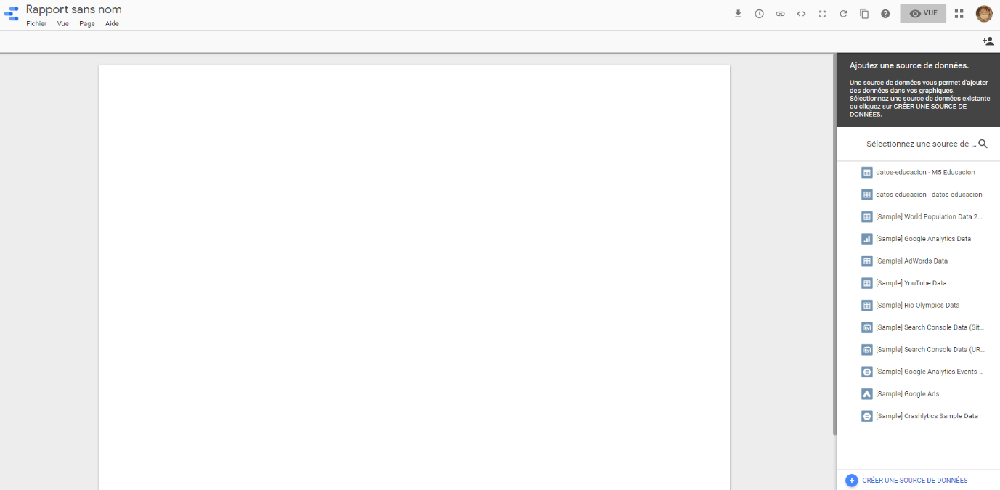 Rapport sans nom
Fichier Vue Page Aide
VUE
Ajoutez une source de données.
Une source de données vous permet d'ajouter
des données dans vos graphiques.
Sélectionnez une source de données existante
ou cliquez sur CRÉER UNE SOURCE DE
DONNÉES.
Sélectionnez une source de ...
datos-educacion - M5 Educacion
datos-educacion - datos-educacion
[Sample] World Population Data 2...
[Sample] Google Analytics Data
[Sample] AdWords Data
[Sample] YouTube Data
[Sample] Rio Olympics Data
[Sample] Search Console Data (Sit...
[Sample] Search Console Data (UR...
[Sample] Google Analytics Events ...
[Sample] Google Ads
[Sample] Crashlytics Sample Data
CRÉER UNE SOURCE DE DONNÉES